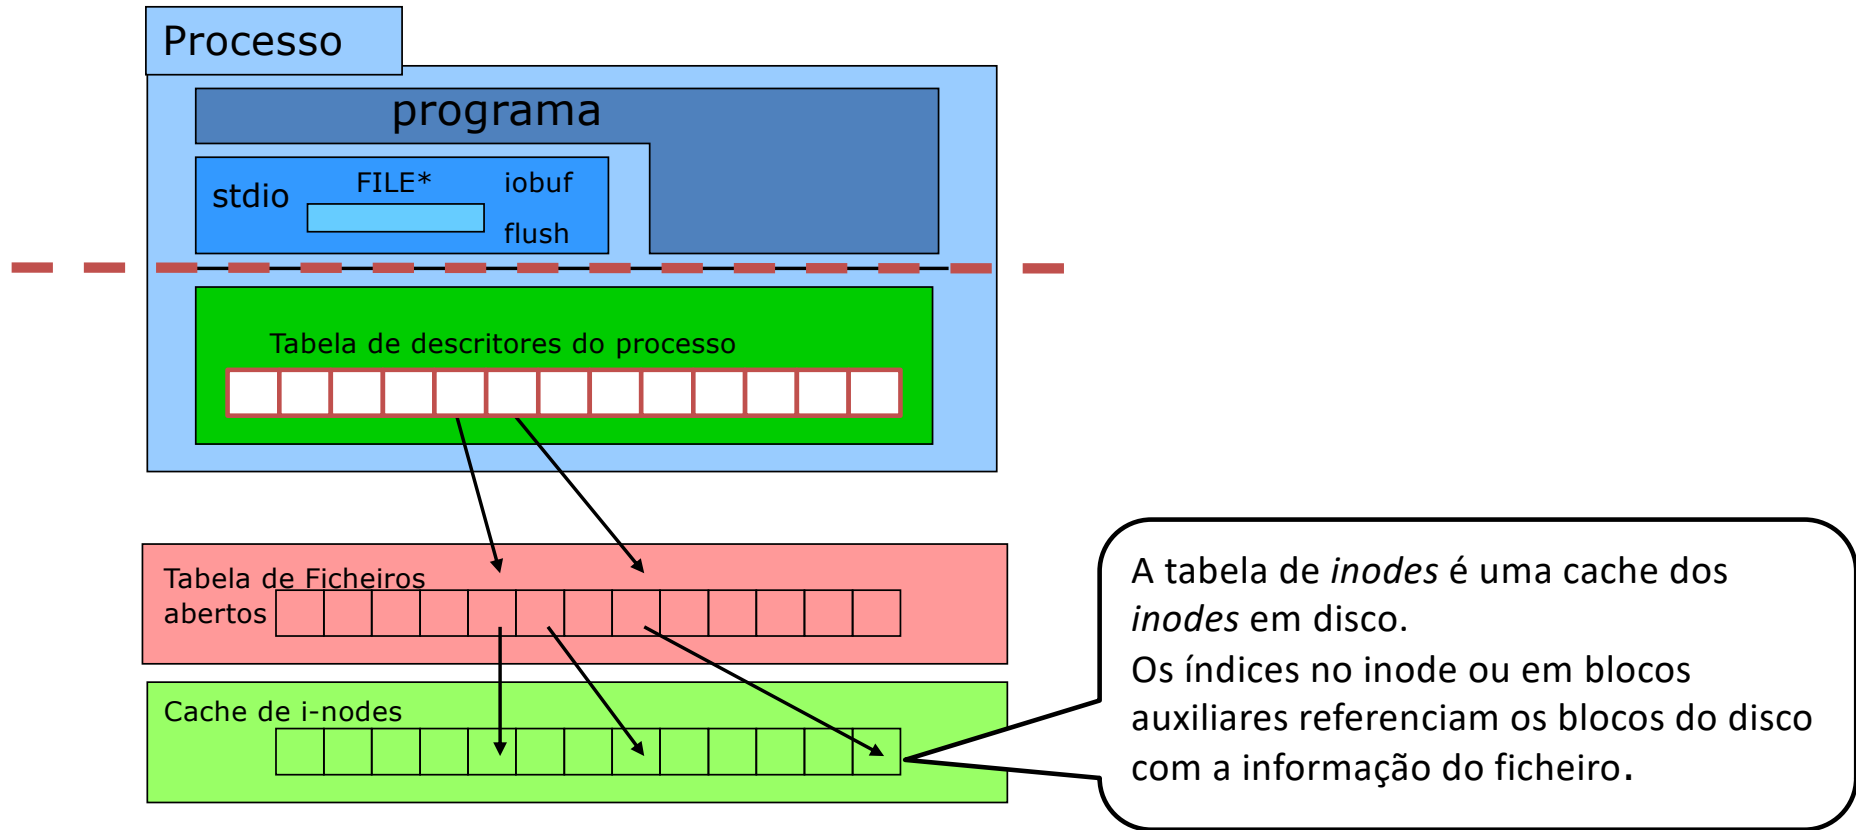 Processo
programa
stdio
FILE*
iobuf
flush
Tabela de descritores do processo
Tabela de Ficheiros
abertos
Cache de i-nodes
A tabela de inodes é uma cache dos
inodes em disco.
Os índices no inode ou em blocos
auxiliares referenciam os blocos do disco
com a informação do ficheiro.